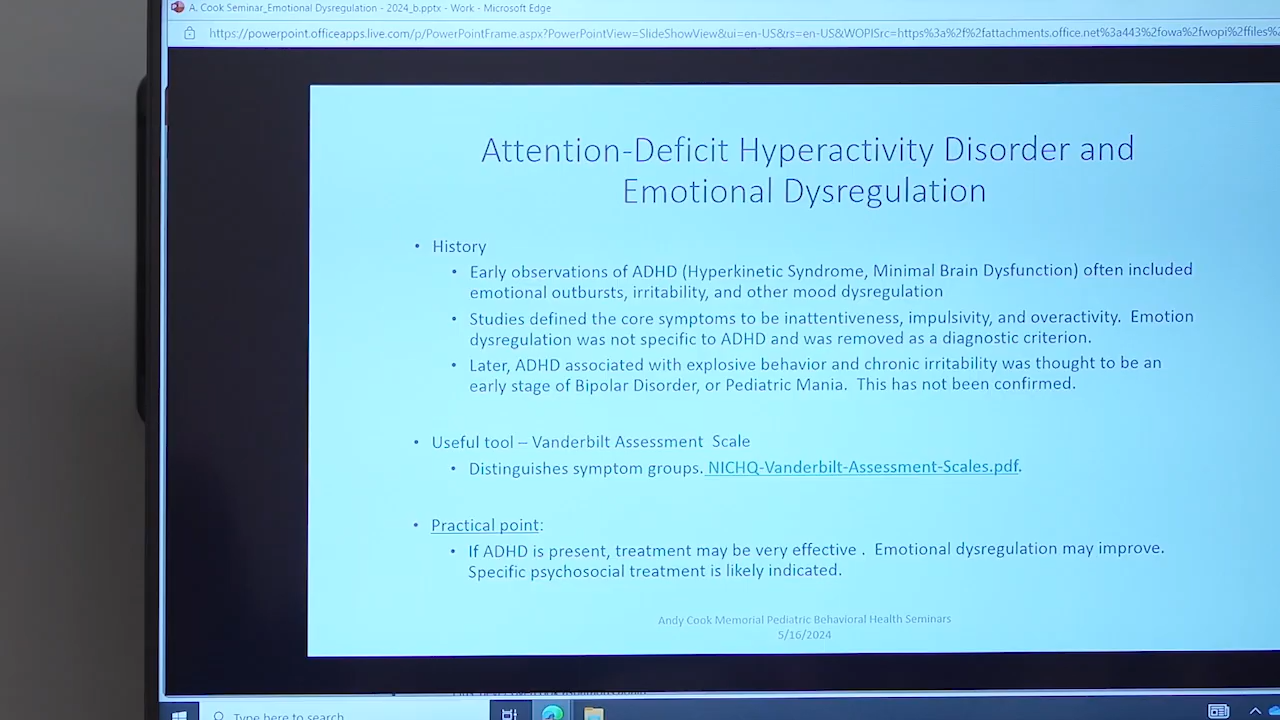 A. Cook Seminar_Emotional Dysregulation - 2024_b.pptx - Work - Microsoft Edge
https://powerpoint.officeapps.live.com/p/PowerPointFrame.aspx?PowerPointView=SlideShowView&ui=en-US&rs=en-US&WOPISrc=https%3a%2f%2fattachments.office.net%3a443%2fowa%2fwopi%2ffiles%2
Attention-Deficit Hyperactivity Disorder and
Emotional Dysregulation
• History
• Early observations of ADHD (Hyperkinetic Syndrome, Minimal Brain Dysfunction) often included
emotional outbursts, irritability, and other mood dysregulation
• Studies defined the core symptoms to be inattentiveness, impulsivity, and overactivity. Emotion
dysregulation was not specific to ADHD and was removed as a diagnostic criterion.
• Later, ADHD associated with explosive behavior and chronic irritability was thought to be an
early stage of Bipolar Disorder, or Pediatric Mania. This has not been confirmed.
• Useful tool – Vanderbilt Assessment Scale
• Distinguishes symptom groups. NICHQ-Vanderbilt-Assessment-Scales.pdf.
• Practical point:
• If ADHD is present, treatment may be very effective . Emotional dysregulation may improve.
Specific psychosocial treatment is likely indicated.
Andy Cook Memorial Pediatric Behavioral Health Seminars
5/16/2024
Type here to search